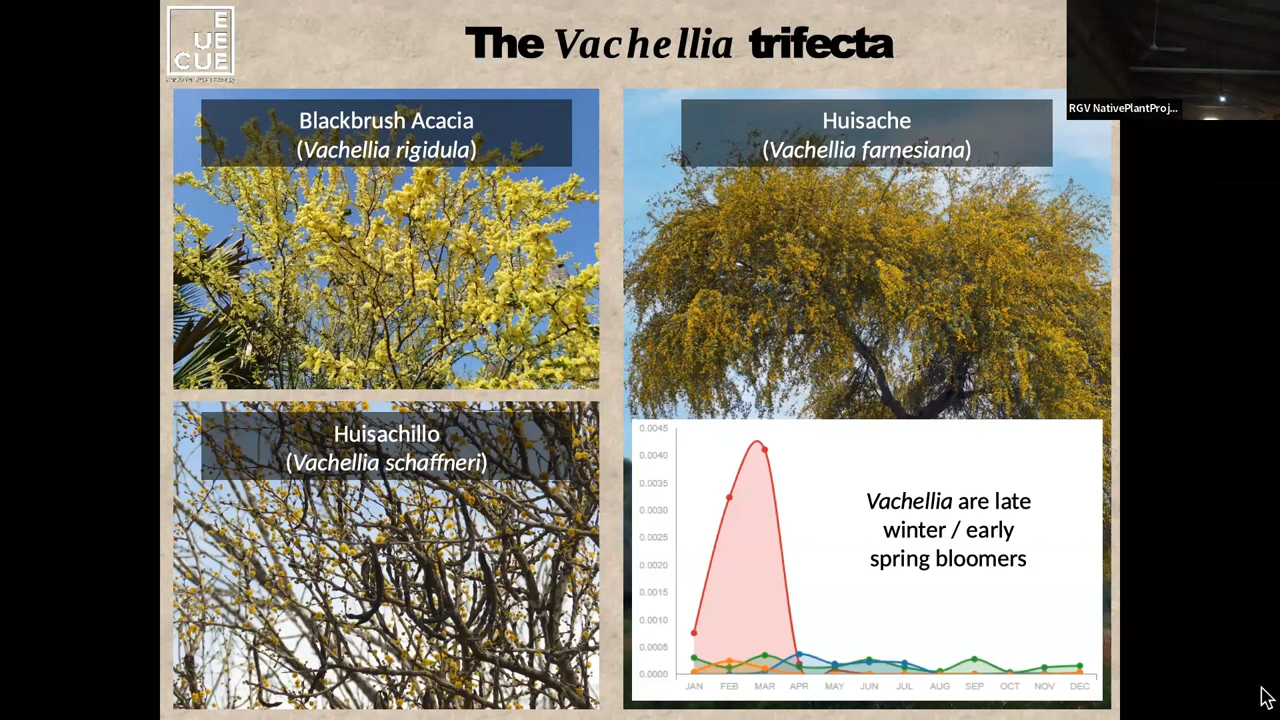 E
UE
CUE
The Vachellia trifecta
RGV NativePlantProj...
Blackbrush Acacia
(Vachellia rigidula)
Huisache
(Vachellia farnesiana)
Huisachillo
(Vachellia schaffneri)
Vachellia are late
winter / early
spring bloomers
0.0045
0.0040
0.0035
0.0030
0.0025
0.0020
0.0015
0.0010
0.0005
0.0000
JAN FEB MAR APR MAY JUN JUL AUG SEP OCT NOV DEC